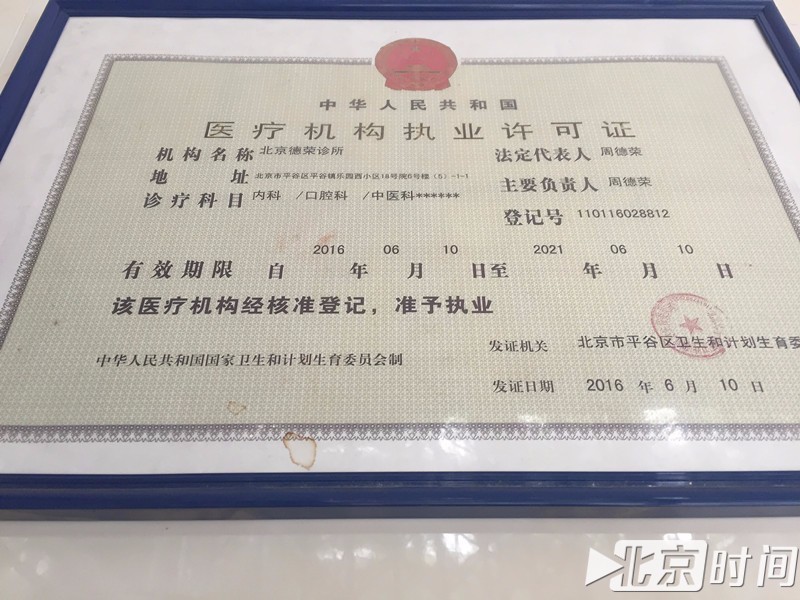 中华人民共和国
医疗机构执业许可证
机构名称 北京德荣诊所 法定代表人 周德荣
地 址 北京市平谷区平谷镇乐园西小区18号院5号楼（5）-1-1 主要负责人 周德荣
诊疗科目 内科 /口腔科 /中医科****** 登记号 110116028812
有效期限 自 2016 年 06 月 10 日至 2021 年 06 月 10 日
该医疗机构经核准登记，准予执业
中华人民共和国国家卫生和计划生育委员会制
发证机关 北京市平谷区卫生和计划生育委
发证日期 2016 年 6 月 10 日
北京时间